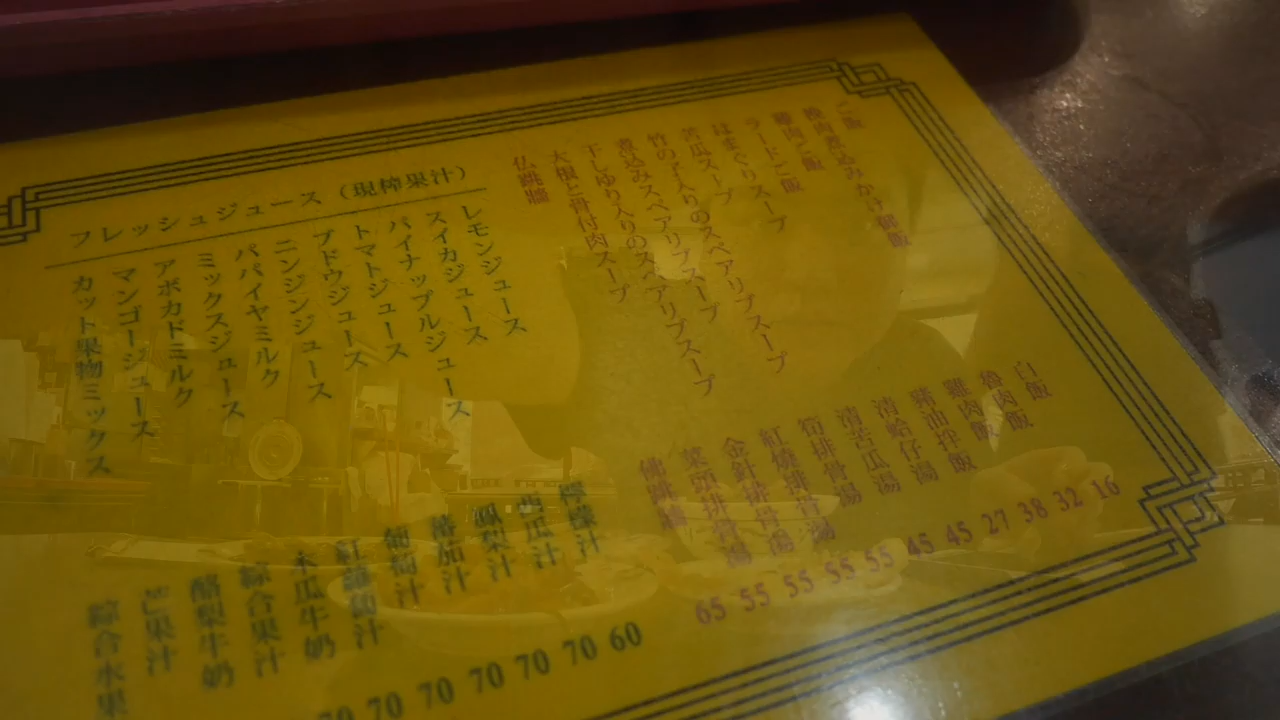 ご飯
魯肉煮込みかけ御飯
鶏肉ご飯
ラードご飯
はまぐりスープ
苦瓜スープ
竹の子入りのスペアリブスープ
煮込みスペアリブスープ
干しゆり入りのスペアリブスープ
大根と骨付肉スープ
仏跳牆
白飯 16
魯肉飯 32
雞肉飯 38
豬油拌飯 27
清蛤仔湯 45
清苦瓜湯 45
筍排骨湯 55
紅燒排骨湯 55
金針排骨湯 55
菜頭排骨湯 55
佛跳牆 65
フレッシュジュース（現榨果汁）
レモンジュース
スイカジュース
パイナップルジュース
トマトジュース
ブドウジュース
ニンジンジュース
パパイヤミルク
ミックスジュース
アボカドミルク
マンゴージュース
カット果物ミックス
檸檬汁 60
西瓜汁 70
鳳梨汁 70
蕃茄汁 70
葡萄汁 70
紅蘿蔔汁 70
木瓜牛奶 70
綜合果汁
酪梨牛奶
芒果汁
綜合水果